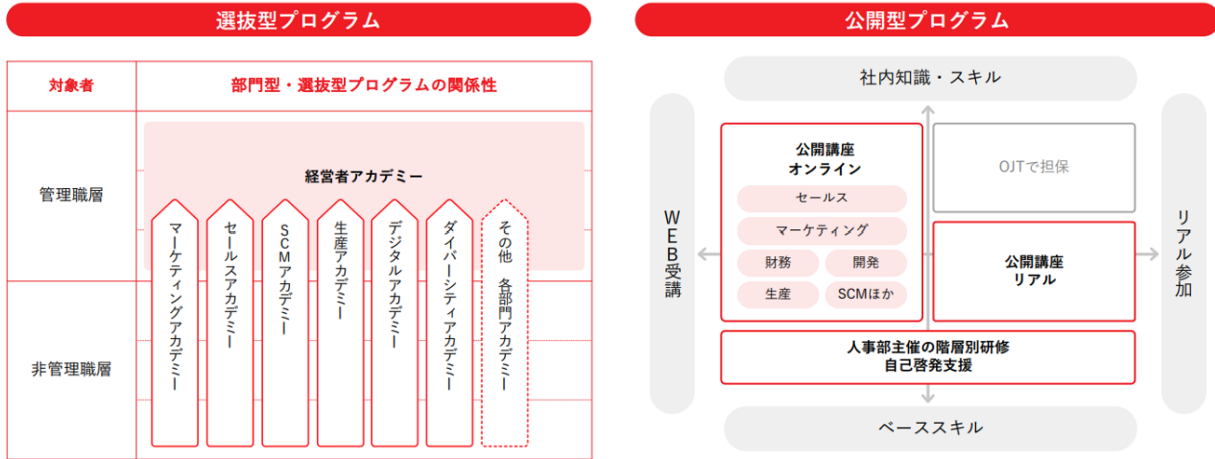 選抜型プログラム
対象者
部門型・選抜型プログラムの関係性
管理職層
経営者アカデミー
マーケティングアカデミー
セールスアカデミー
SCMアカデミー
生産アカデミー
デジタルアカデミー
ダイバーシティアカデミー
その他 各部門アカデミー
非管理職層
公開型プログラム
社内知識・スキル
WEB受講
公開講座
オンライン
セールス
マーケティング
財務
開発
生産
SCMほか
OJTで担保
公開講座
リアル
リアル参加
人事部主催の階層別研修
自己啓発支援
ベーススキル